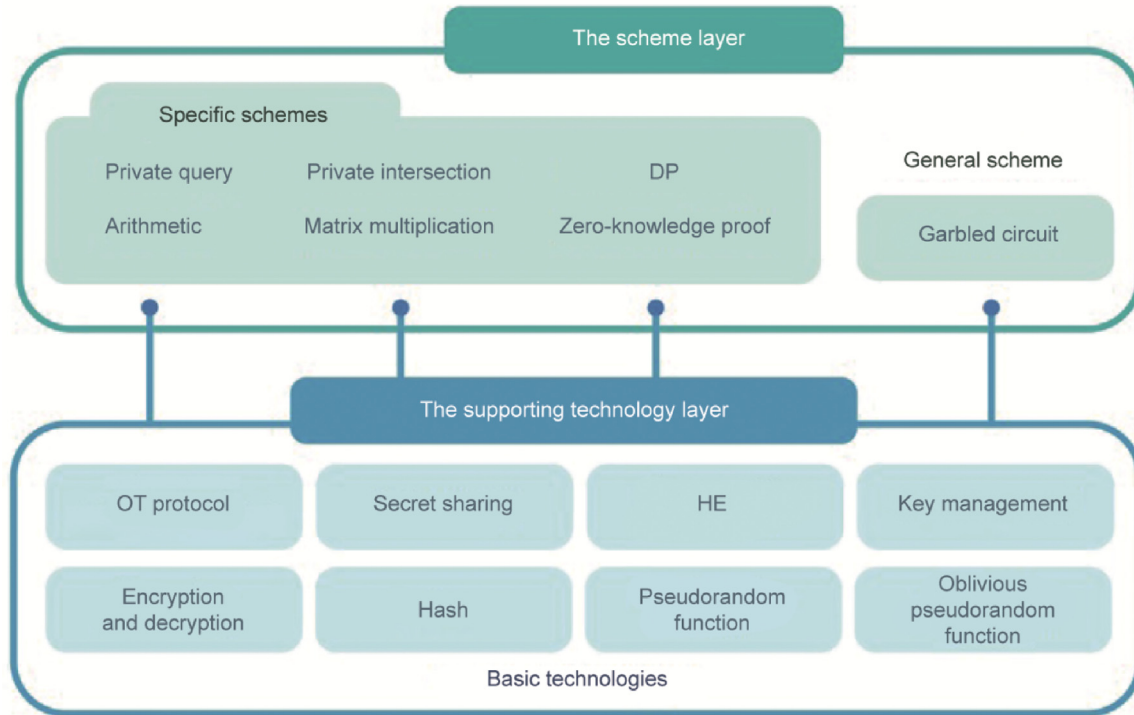 The scheme layer
Specific schemes
Private query
Private intersection
DP
Arithmetic
Matrix multiplication
Zero-knowledge proof
General scheme
Garbled circuit
The supporting technology layer
OT protocol
Secret sharing
HE
Key management
Encryption
and decryption
Hash
Pseudorandom
function
Oblivious
pseudorandom
function
Basic technologies